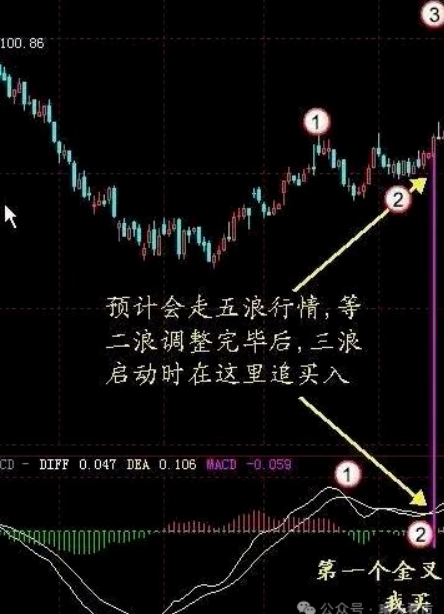 ③
100.86
①
②
预计会走五浪行情,等
二浪调整完毕后,三浪
启动时在这里追买入
CD - DIFF 0.047 DEA 0.106 MACD -0.059
①
②
第一个金叉
我买
公众号